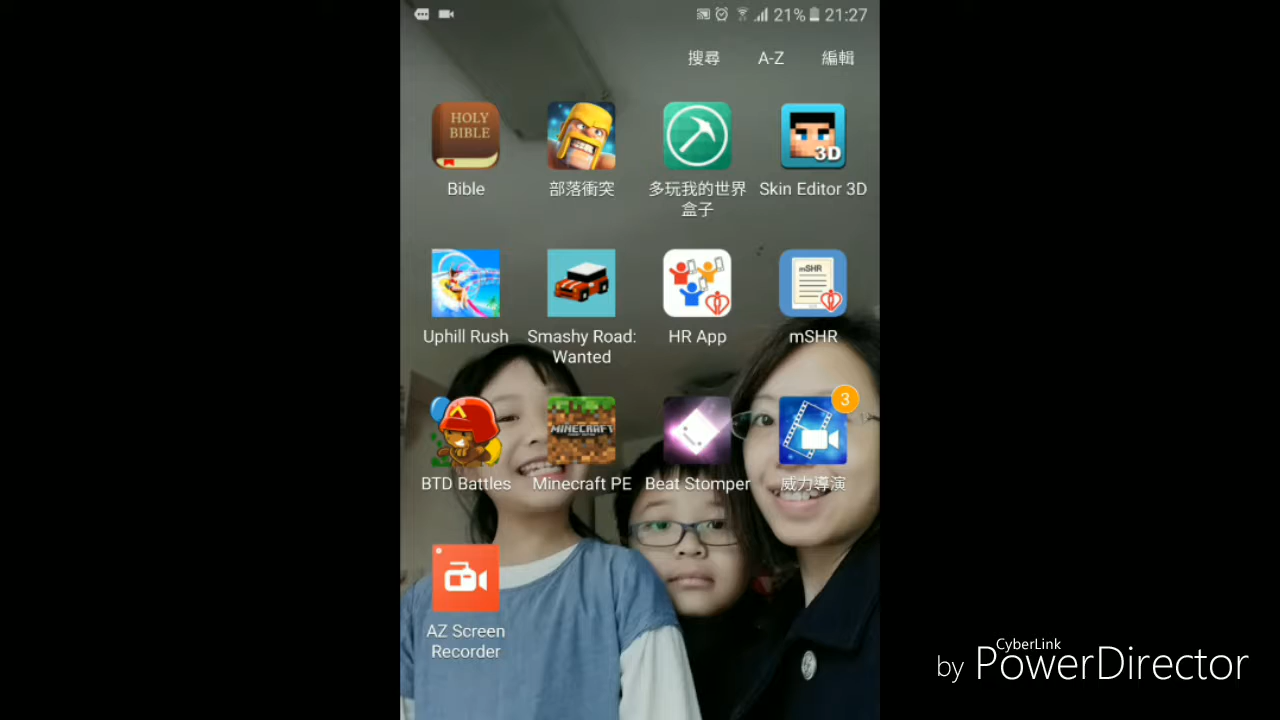 21% 21:27
搜尋 A-Z 編輯
HOLY
BIBLE
3D
Bible 部落衝突 多玩我的世界 Skin Editor 3D
盒子
mSHR
Uphill Rush Smashy Road: HR App mSHR
Wanted
3
MINECRAFT
BTD Battles Minecraft PE Beat Stomper 威力導演
AZ Screen
Recorder
CyberLink
by PowerDirector